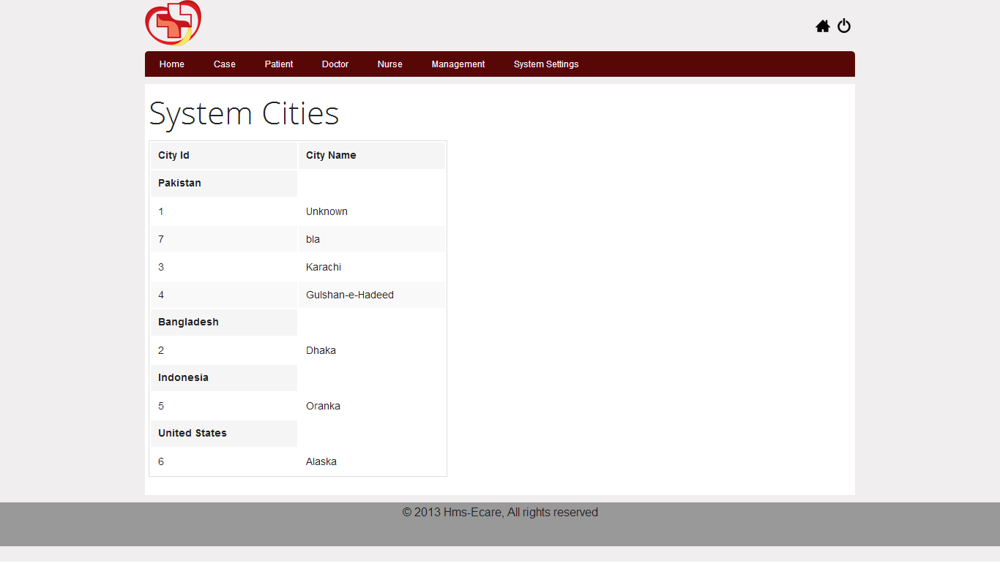 Home Case Patient Doctor Nurse Management System Settings
System Cities
City Id City Name
Pakistan
1 Unknown
7 bla
3 Karachi
4 Gulshan-e-Hadeed
Bangladesh
2 Dhaka
Indonesia
5 Oranka
United States
6 Alaska
© 2013 Hms-Ecare, All rights reserved